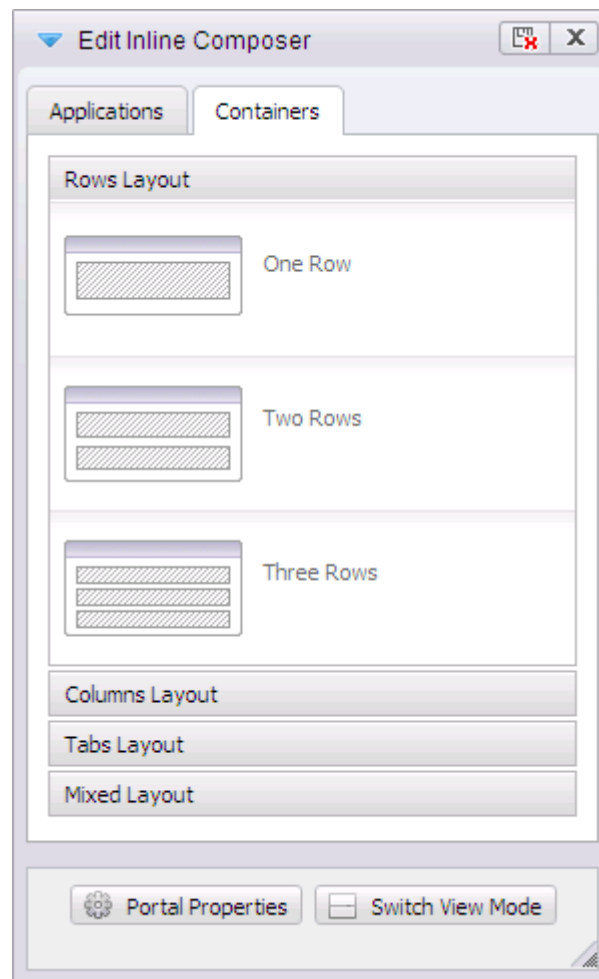 Edit Inline Composer
Applications Containers
Rows Layout
One Row
Two Rows
Three Rows
Columns Layout
Tabs Layout
Mixed Layout
Portal Properties Switch View Mode